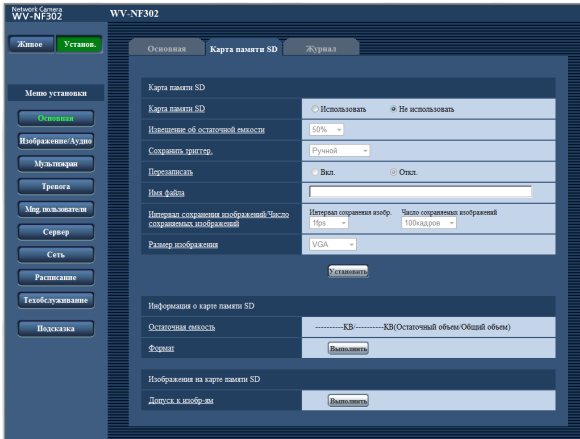 Network Camera
WV-NF302
WV-NF302
Живое
Установ.
Основная
Карта памяти SD
Журнал
Меню установки
Основная
Изображение/Аудио
Мультиэкран
Тревога
Mng. пользователи
Сервер
Сеть
Расписание
Техобслуживание
Подсказка
Карта памяти SD
Карта памяти SD
Использовать
Не использовать
Извещение об остаточной емкости
50%
Сохранить триггер.
Ручной
Перезаписать
Вкл.
Откл.
Имя файла
Интервал сохранения изображений/Число
сохраняемых изображений
Интервал сохранения изобр.
Число сохраняемых изображений
1fps
100кадров
Размер изображения
VGA
Установить
Информация о карте памяти SD
Остаточная емкость
----------KB/----------KB(Остаточный объем/Общий объем)
Формат
Выполнить
Изображения на карте памяти SD
Допуск к изобр-ям
Выполнить